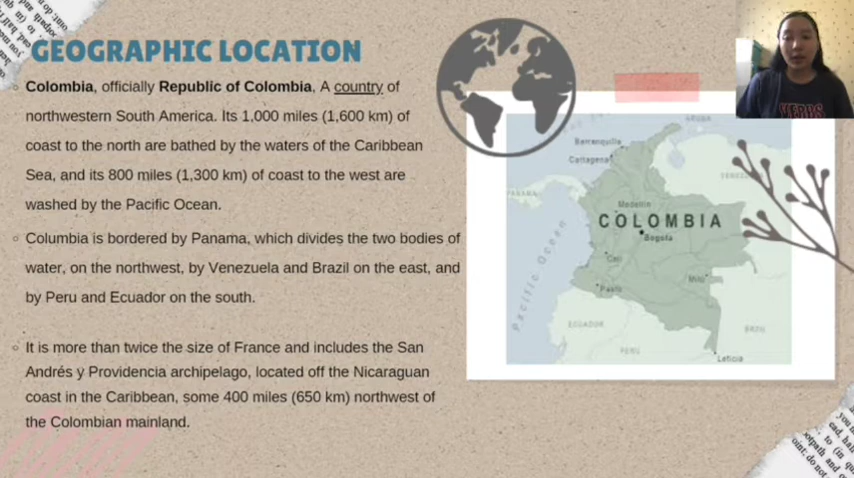 GEOGRAPHIC LOCATION
Colombia, officially Republic of Colombia, A country of
northwestern South America. Its 1,000 miles (1,600 km) of
coast to the north are bathed by the waters of the Caribbean
Sea, and its 800 miles (1,300 km) of coast to the west are
washed by the Pacific Ocean.
Columbia is bordered by Panama, which divides the two bodies of
water, on the northwest, by Venezuela and Brazil on the east, and
by Peru and Ecuador on the south.
It is more than twice the size of France and includes the San
Andrés y Providencia archipelago, located off the Nicaraguan
coast in the Caribbean, some 400 miles (650 km) northwest of
the Colombian mainland.
ARUBA
Barranquilla
Cartagena
PANAMA
Medellin
COLOMBIA
Bogota
Pacific Ocean
Cali
Pasto
Mitú
ECUADOR
PERU
BRAZIL
Leticia